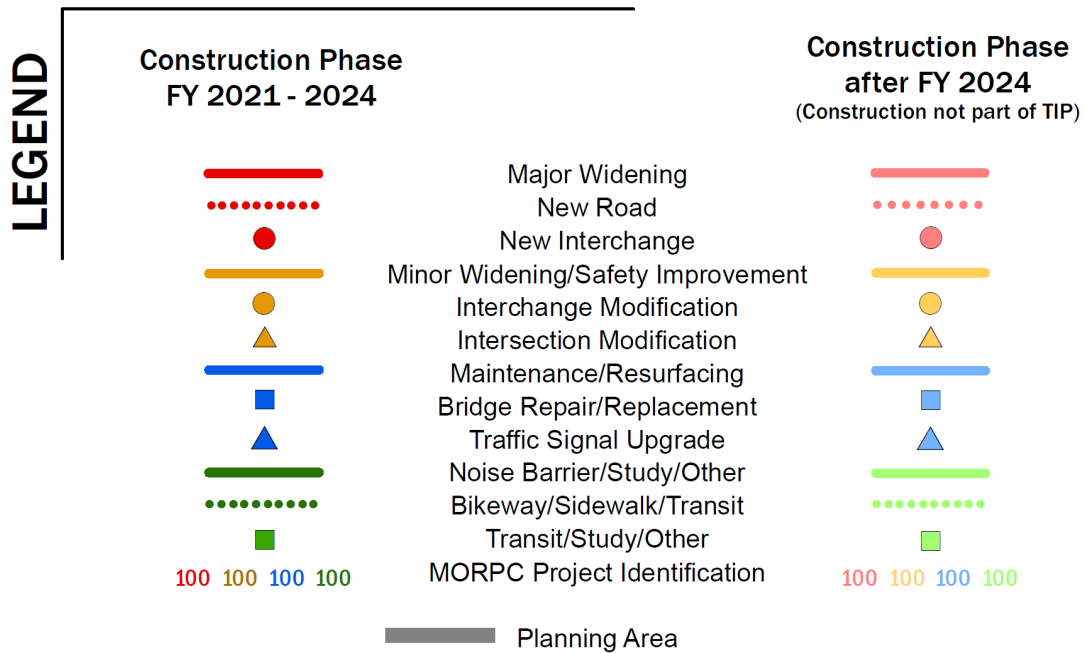 LEGEND
Construction Phase
FY 2021 - 2024
Construction Phase
after FY 2024
(Construction not part of TIP)
Major Widening
New Road
New Interchange
Minor Widening/Safety Improvement
Interchange Modification
Intersection Modification
Maintenance/Resurfacing
Bridge Repair/Replacement
Traffic Signal Upgrade
Noise Barrier/Study/Other
Bikeway/Sidewalk/Transit
Transit/Study/Other
100 100 100 100 MORPC Project Identification 100 100 100 100
Planning Area